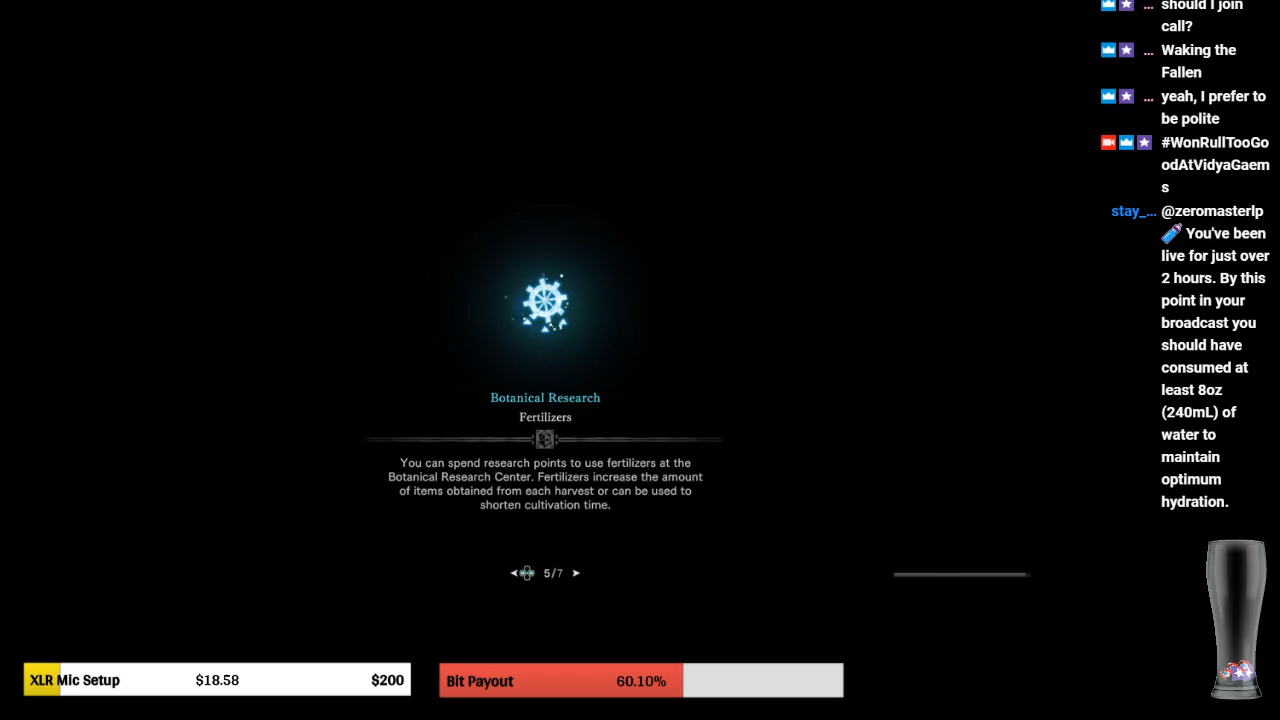 should I join
call?
... Waking the
Fallen
... yeah, I prefer to
be polite
#WonRullTooGo
odAtVidyaGaem
s
stay_... @zeromasterlp
You've been
live for just over
2 hours. By this
point in your
broadcast you
should have
consumed at
least 8oz
(240mL) of
water to
maintain
optimum
hydration.
Botanical Research
Fertilizers
You can spend research points to use fertilizers at the
Botanical Research Center. Fertilizers increase the amount
of items obtained from each harvest or can be used to
shorten cultivation time.
5/7
XLR Mic Setup $18.58 $200
Bit Payout 60.10%